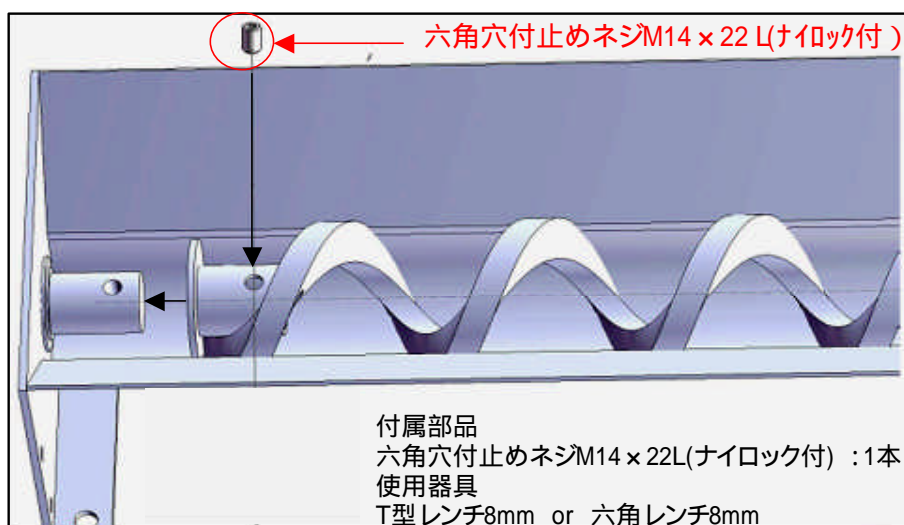 六角穴付止めネジM14×22L(ﾅｲﾛｯｸ付)
付属部品
六角穴付止めネジM14×22L(ナイロック付) :1本
使用器具
T型レンチ8mm or 六角レンチ8mm